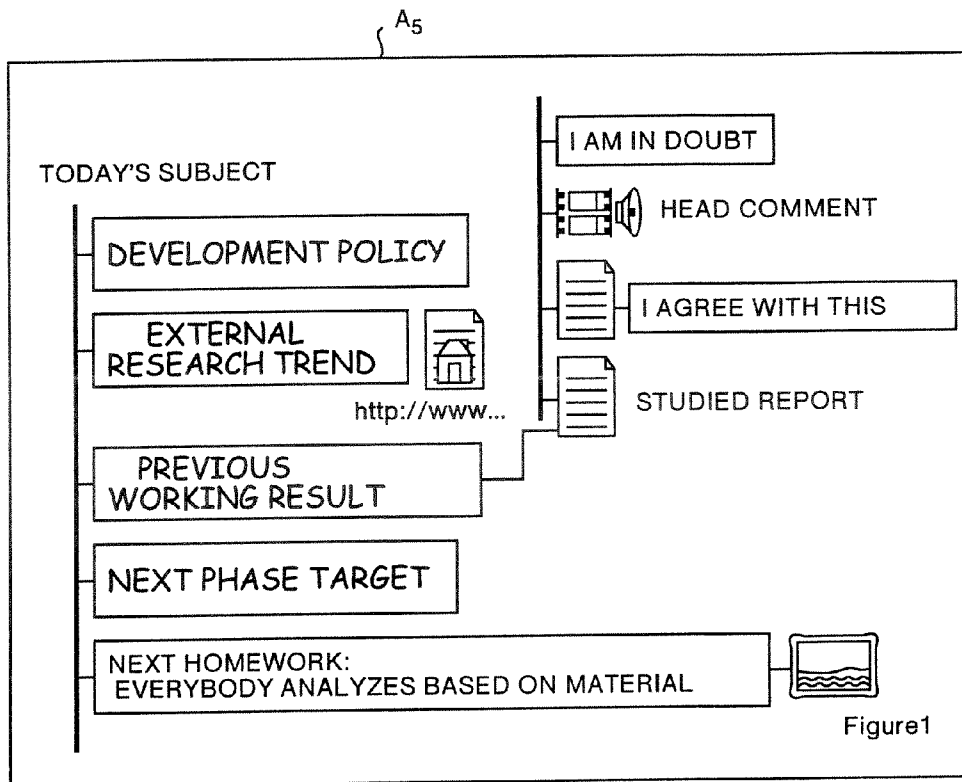 A5
TODAY'S SUBJECT
DEVELOPMENT POLICY
EXTERNAL
RESEARCH TREND
http://www...
PREVIOUS
WORKING RESULT
NEXT PHASE TARGET
NEXT HOMEWORK:
EVERYBODY ANALYZES BASED ON MATERIAL
I AM IN DOUBT
HEAD COMMENT
I AGREE WITH THIS
STUDIED REPORT
Figure1